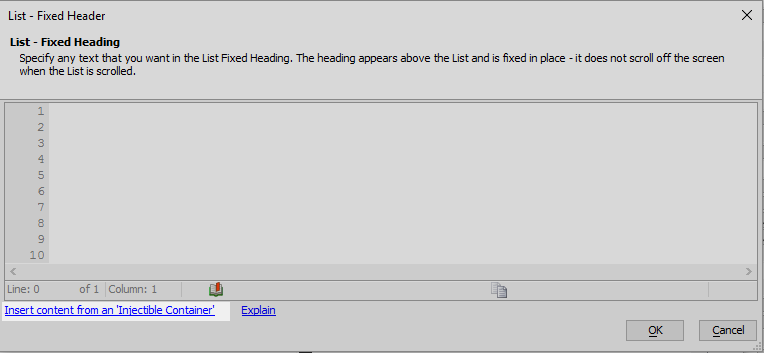 List - Fixed Header
List - Fixed Heading
Specify any text that you want in the List Fixed Heading. The heading appears above the List and is fixed in place - it does not scroll off the screen
when the List is scrolled.
1
2
3
4
5
6
7
8
9
10
Line: 0 of 1 Column: 1
Insert content from an 'Injectible Container' Explain
OK Cancel